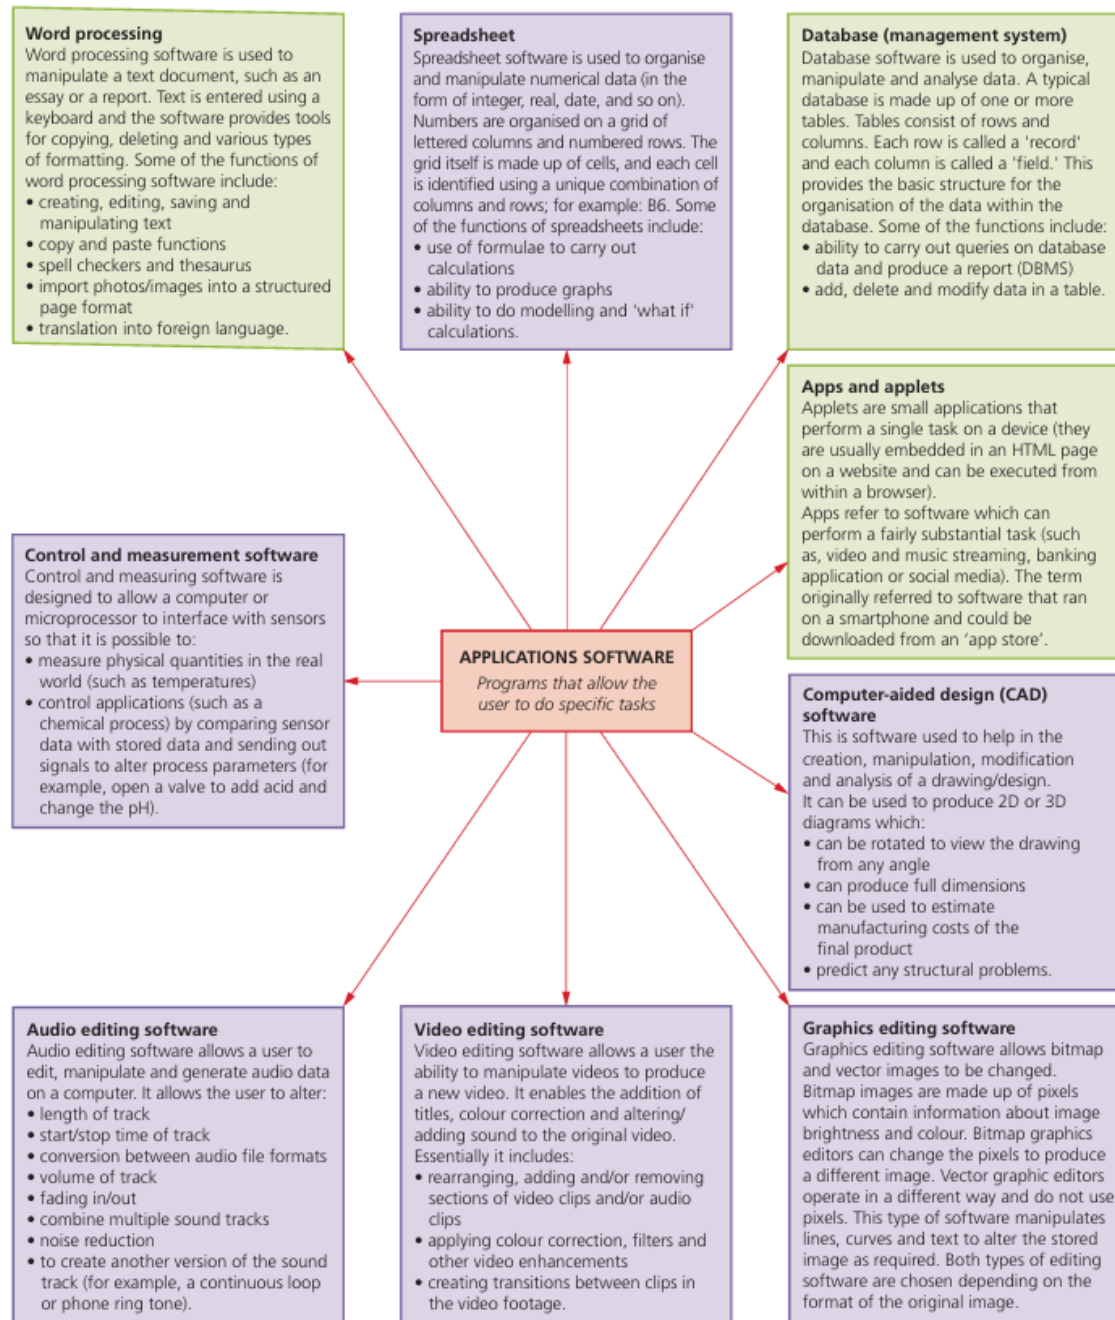 Word processing
Word processing software is used to
manipulate a text document, such as an
essay or a report. Text is entered using a
keyboard and the software provides tools
for copying, deleting and various types
of formatting. Some of the functions of
word processing software include:
• creating, editing, saving and
manipulating text
• copy and paste functions
• spell checkers and thesaurus
• import photos/images into a structured
page format
• translation into foreign language.
Spreadsheet
Spreadsheet software is used to organise
and manipulate numerical data (in the
form of integer, real, date, and so on).
Numbers are organised on a grid of
lettered columns and numbered rows. The
grid itself is made up of cells, and each cell
is identified using a unique combination of
columns and rows; for example: B6. Some
of the functions of spreadsheets include:
• use of formulae to carry out
calculations
• ability to produce graphs
• ability to do modelling and 'what if'
calculations.
Database (management system)
Database software is used to organise,
manipulate and analyse data. A typical
database is made up of one or more
tables. Tables consist of rows and
columns. Each row is called a 'record'
and each column is called a 'field.' This
provides the basic structure for the
organisation of the data within the
database. Some of the functions include:
• ability to carry out queries on database
data and produce a report (DBMS)
• add, delete and modify data in a table.
Apps and applets
Applets are small applications that
perform a single task on a device (they
are usually embedded in an HTML page
on a website and can be executed from
within a browser).
Apps refer to software which can
perform a fairly substantial task (such
as, video and music streaming, banking
application or social media). The term
originally referred to software that ran
on a smartphone and could be
downloaded from an ‘app store’.
Control and measurement software
Control and measuring software is
designed to allow a computer or
microprocessor to interface with sensors
so that it is possible to:
• measure physical quantities in the real
world (such as temperatures)
• control applications (such as a
chemical process) by comparing sensor
data with stored data and sending out
signals to alter process parameters (for
example, open a valve to add acid and
change the pH).
APPLICATIONS SOFTWARE
Programs that allow the
user to do specific tasks
Computer-aided design (CAD)
software
This is software used to help in the
creation, manipulation, modification
and analysis of a drawing/design.
It can be used to produce 2D or 3D
diagrams which:
• can be rotated to view the drawing
from any angle
• can produce full dimensions
• can be used to estimate
manufacturing costs of the
final product
• predict any structural problems.
Audio editing software
Audio editing software allows a user to
edit, manipulate and generate audio data
on a computer. It allows the user to alter:
• length of track
• start/stop time of track
• conversion between audio file formats
• volume of track
• fading in/out
• combine multiple sound tracks
• noise reduction
• to create another version of the sound
track (for example, a continuous loop
or phone ring tone).
Video editing software
Video editing software allows a user the
ability to manipulate videos to produce
a new video. It enables the addition of
titles, colour correction and altering/
adding sound to the original video.
Essentially it includes:
• rearranging, adding and/or removing
sections of video clips and/or audio
clips
• applying colour correction, filters and
other video enhancements
• creating transitions between clips in
the video footage.
Graphics editing software
Graphics editing software allows bitmap
and vector images to be changed.
Bitmap images are made up of pixels
which contain information about image
brightness and colour. Bitmap graphics
editors can change the pixels to produce
a different image. Vector graphic editors
operate in a different way and do not use
pixels. This type of software manipulates
lines, curves and text to alter the stored
image as required. Both types of editing
software are chosen depending on the
format of the original image.